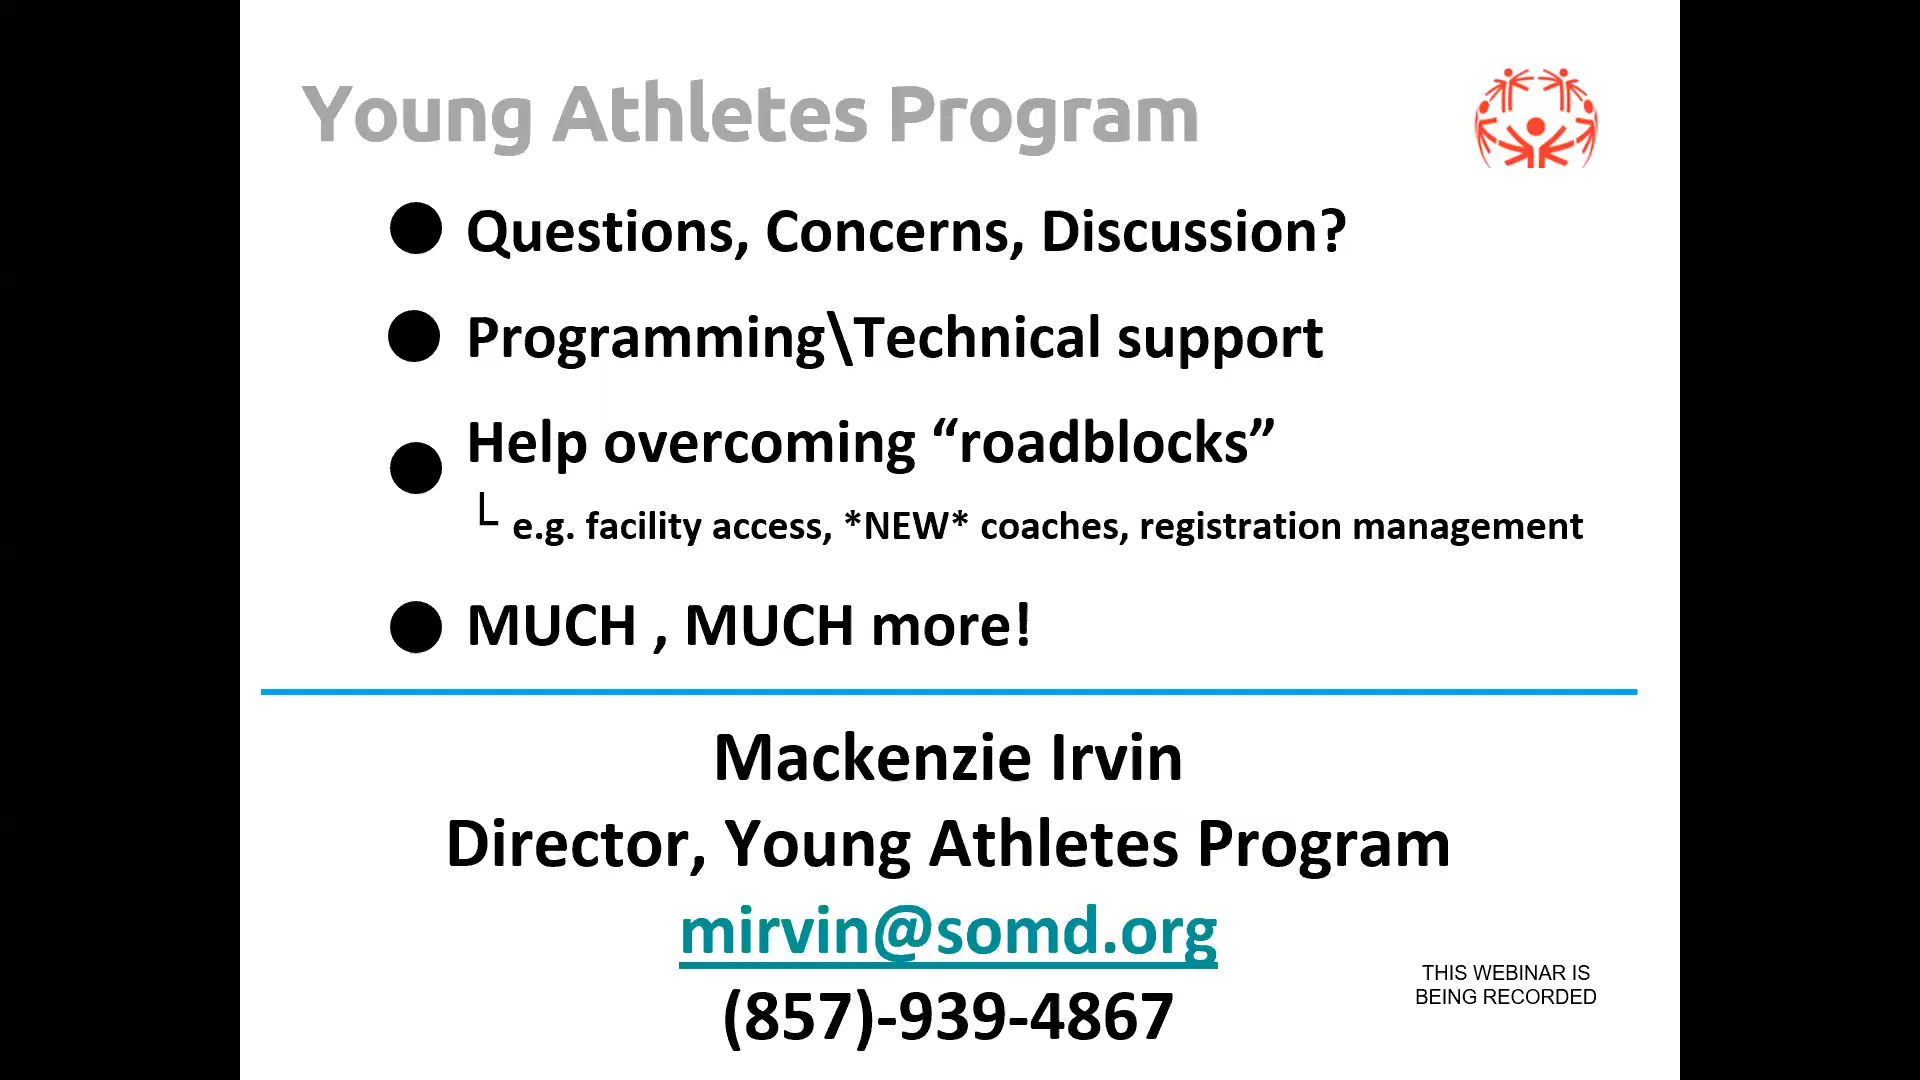 Young Athletes Program
Questions, Concerns, Discussion?
Programming\Technical support
Help overcoming “roadblocks”
e.g. facility access, *NEW* coaches, registration management
MUCH , MUCH more!
Mackenzie Irvin
Director, Young Athletes Program
mirvin@somd.org
(857)-939-4867
THIS WEBINAR IS
BEING RECORDED